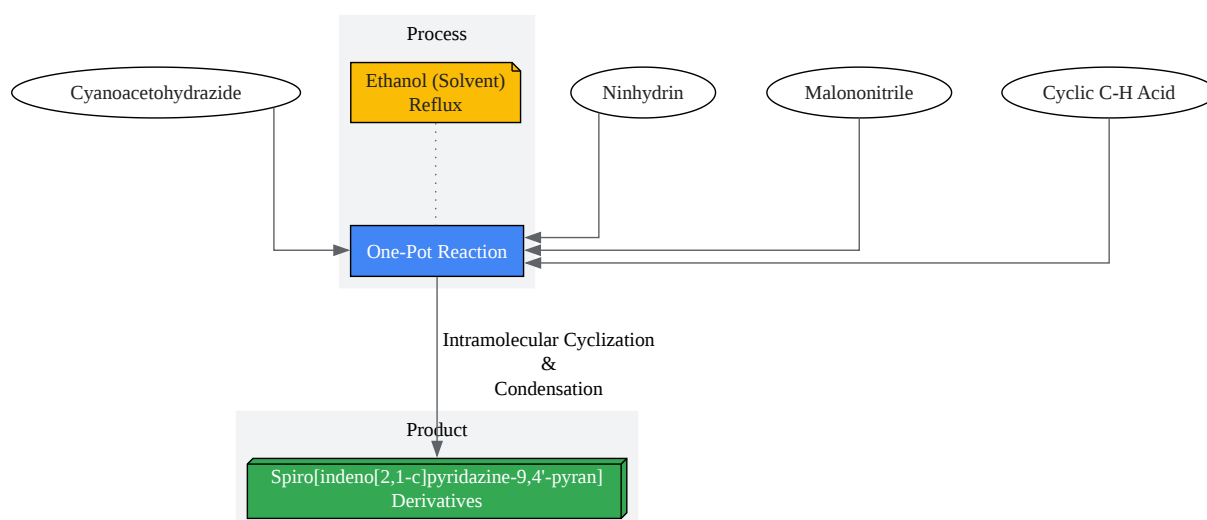 Process
Cyanoacetohydrazide
Ethanol (Solvent)
Reflux
Ninhydrin
Malononitrile
Cyclic C-H Acid
One-Pot Reaction
Intramolecular Cyclization
&
Condensation
Product
Spiro[indeno[2,1-c]pyridazine-9,4'-pyran]
Derivatives